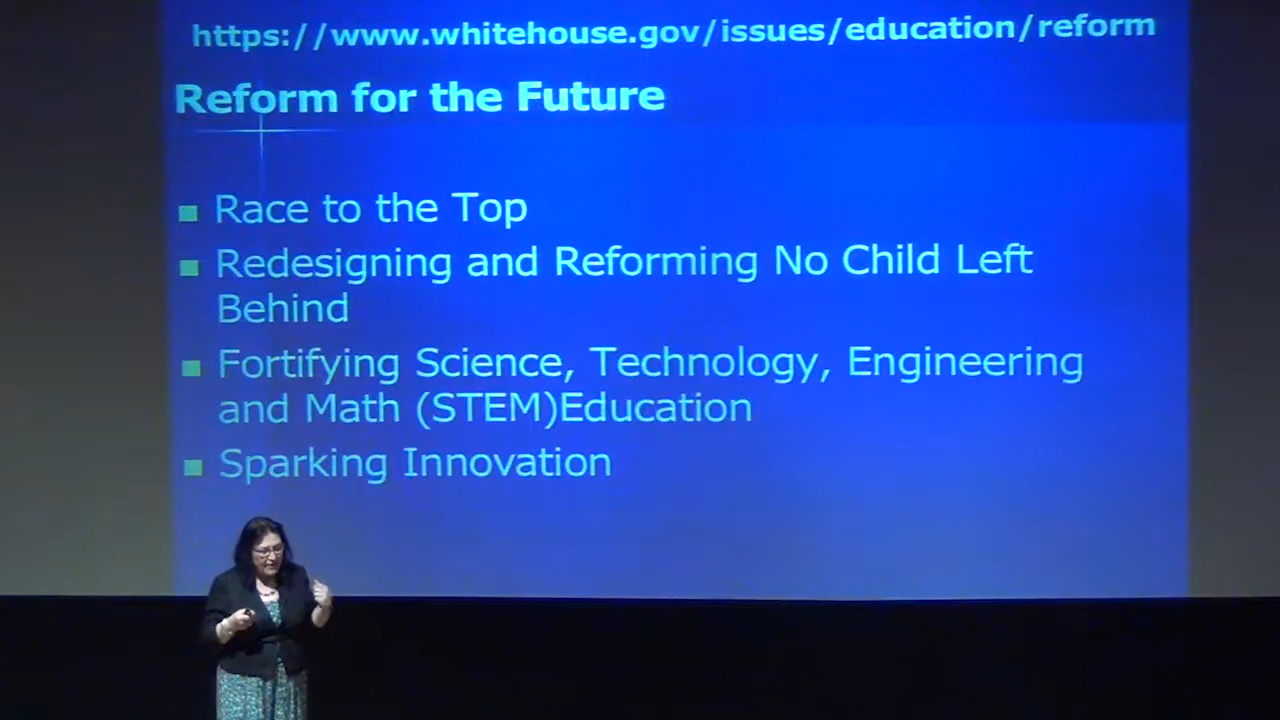 https://www.whitehouse.gov/issues/education/reform
Reform for the Future
Race to the Top
Redesigning and Reforming No Child Left
Behind
Fortifying Science, Technology, Engineering
and Math (STEM)Education
Sparking Innovation